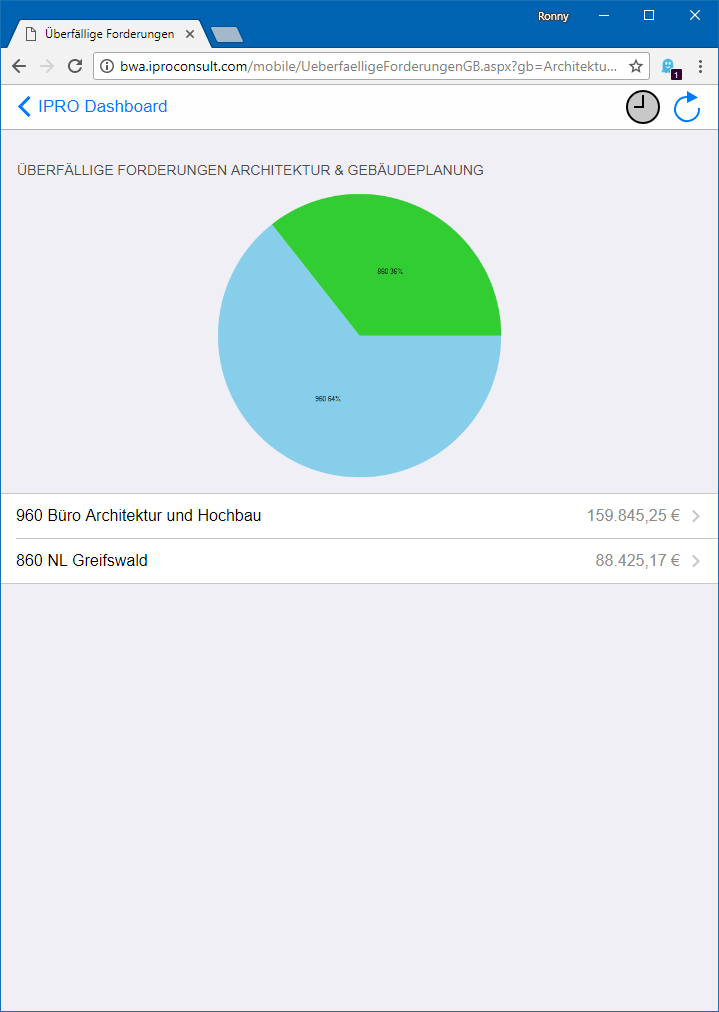 Ronny
Überfällige Forderungen
bwa.iproconsult.com/mobile/UeberfaelligeForderungenGB.aspx?gb=Architektu...
1
IPRO Dashboard
ÜBERFÄLLIGE FORDERUNGEN ARCHITEKTUR & GEBÄUDEPLANUNG
860 36%
960 64%
960 Büro Architektur und Hochbau 159.845,25 €
860 NL Greifswald 88.425,17 €